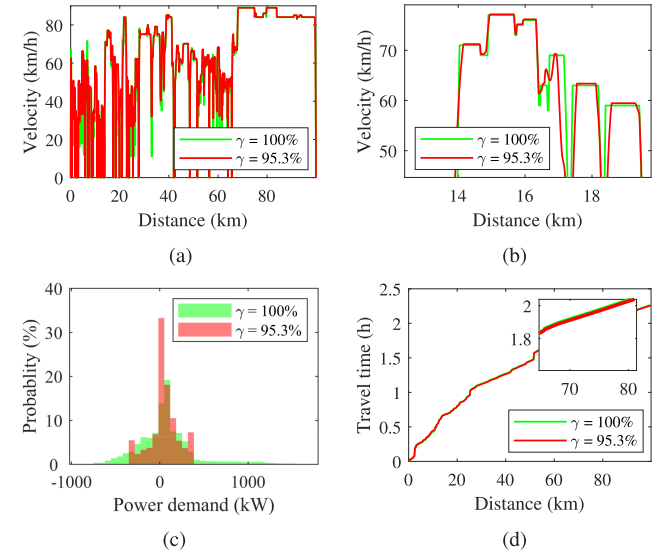 (a)
Velocity (km/h)
80
60
40
20
0
γ = 100%
γ = 95.3%
0 20 40 60 80
Distance (km)
(b)
Velocity (km/h)
70
60
50
γ = 100%
γ = 95.3%
14 16 18
Distance (km)
(a)
(b)
Probablity (%)
40
30
20
10
0
γ = 100%
γ = 95.3%
-1000 0 1000
Power demand (kW)
(c)
Travel time (h)
2.5
2
1.5
1
0.5
0
2
1.8
70 80
γ = 100%
γ = 95.3%
0 20 40 60 80
Distance (km)
(d)
(c)
(d)